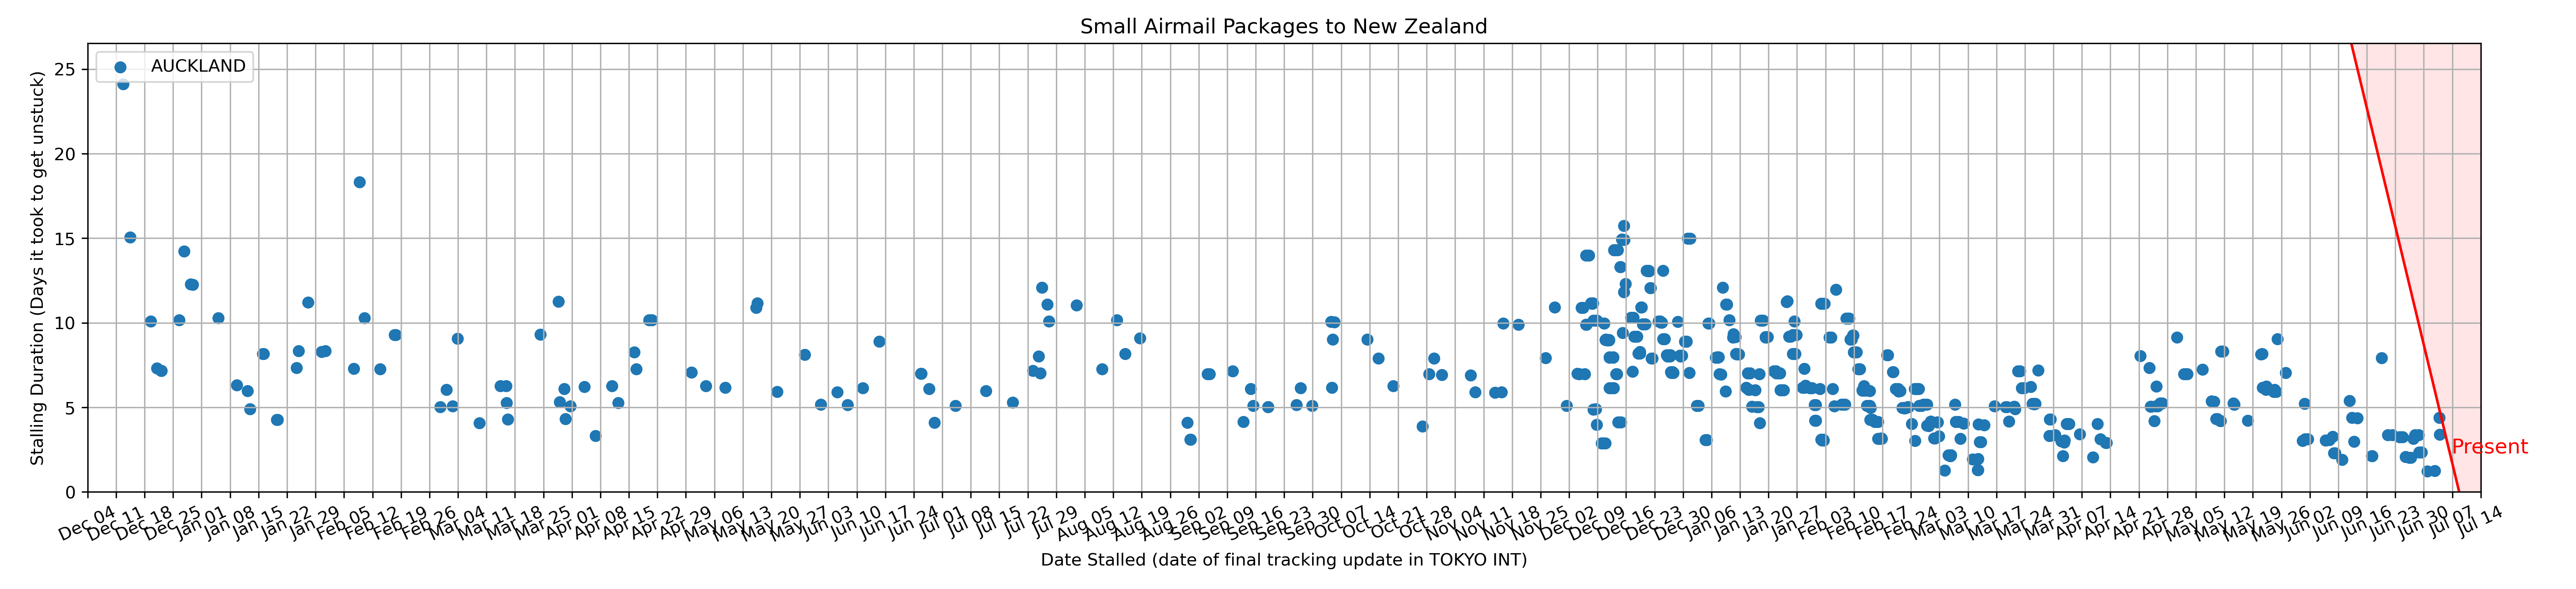 Small Airmail Packages to New Zealand
AUCKLAND
Stalling Duration (Days it took to get unstuck)
25
20
15
10
5
0
Present
Dec 04 Dec 11 Dec 18 Dec 25 Jan 01 Jan 08 Jan 15 Jan 22 Jan 29 Feb 05 Feb 12 Feb 19 Feb 26 Mar 04 Mar 11 Mar 18 Mar 25 Apr 01 Apr 08 Apr 15 Apr 22 Apr 29 May 06 May 13 May 20 May 27 Jun 03 Jun 10 Jun 17 Jun 24 Jul 01 Jul 08 Jul 15 Jul 22 Jul 29 Aug 05 Aug 12 Aug 19 Aug 26 Sep 02 Sep 09 Sep 16 Sep 23 Sep 30 Oct 07 Oct 14 Oct 21 Oct 28 Nov 04 Nov 11 Nov 18 Nov 25 Dec 02 Dec 09 Dec 16 Dec 23 Dec 30 Jan 06 Jan 13 Jan 20 Jan 27 Feb 03 Feb 10 Feb 17 Feb 24 Mar 03 Mar 10 Mar 17 Mar 24 Mar 31 Apr 07 Apr 14 Apr 21 Apr 28 May 05 May 12 May 19 May 26 Jun 02 Jun 09 Jun 16 Jun 23 Jun 30 Jul 07 Jul 14
Date Stalled (date of final tracking update in TOKYO INT)